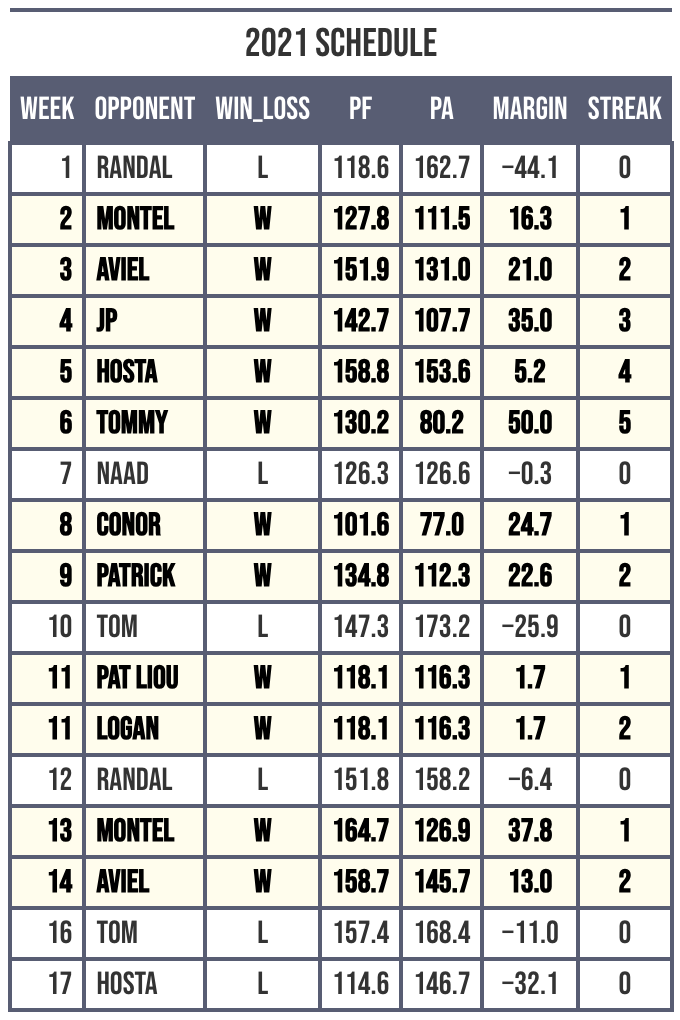 2021 SCHEDULE
WEEK OPPONENT WIN_LOSS PF PA MARGIN STREAK
1 RANDAL L 118.6 162.7 −44.1 0
2 MONTEL W 127.8 111.5 16.3 1
3 AVIEL W 151.9 131.0 21.0 2
4 JP W 142.7 107.7 35.0 3
5 HOSTA W 158.8 153.6 5.2 4
6 TOMMY W 130.2 80.2 50.0 5
7 NAAD L 126.3 126.6 −0.3 0
8 CONOR W 101.6 77.0 24.7 1
9 PATRICK W 134.8 112.3 22.6 2
10 TOM L 147.3 173.2 −25.9 0
11 PAT LIOU W 118.1 116.3 1.7 1
11 LOGAN W 118.1 116.3 1.7 2
12 RANDAL L 151.8 158.2 −6.4 0
13 MONTEL W 164.7 126.9 37.8 1
14 AVIEL W 158.7 145.7 13.0 2
16 TOM L 157.4 168.4 −11.0 0
17 HOSTA L 114.6 146.7 −32.1 0